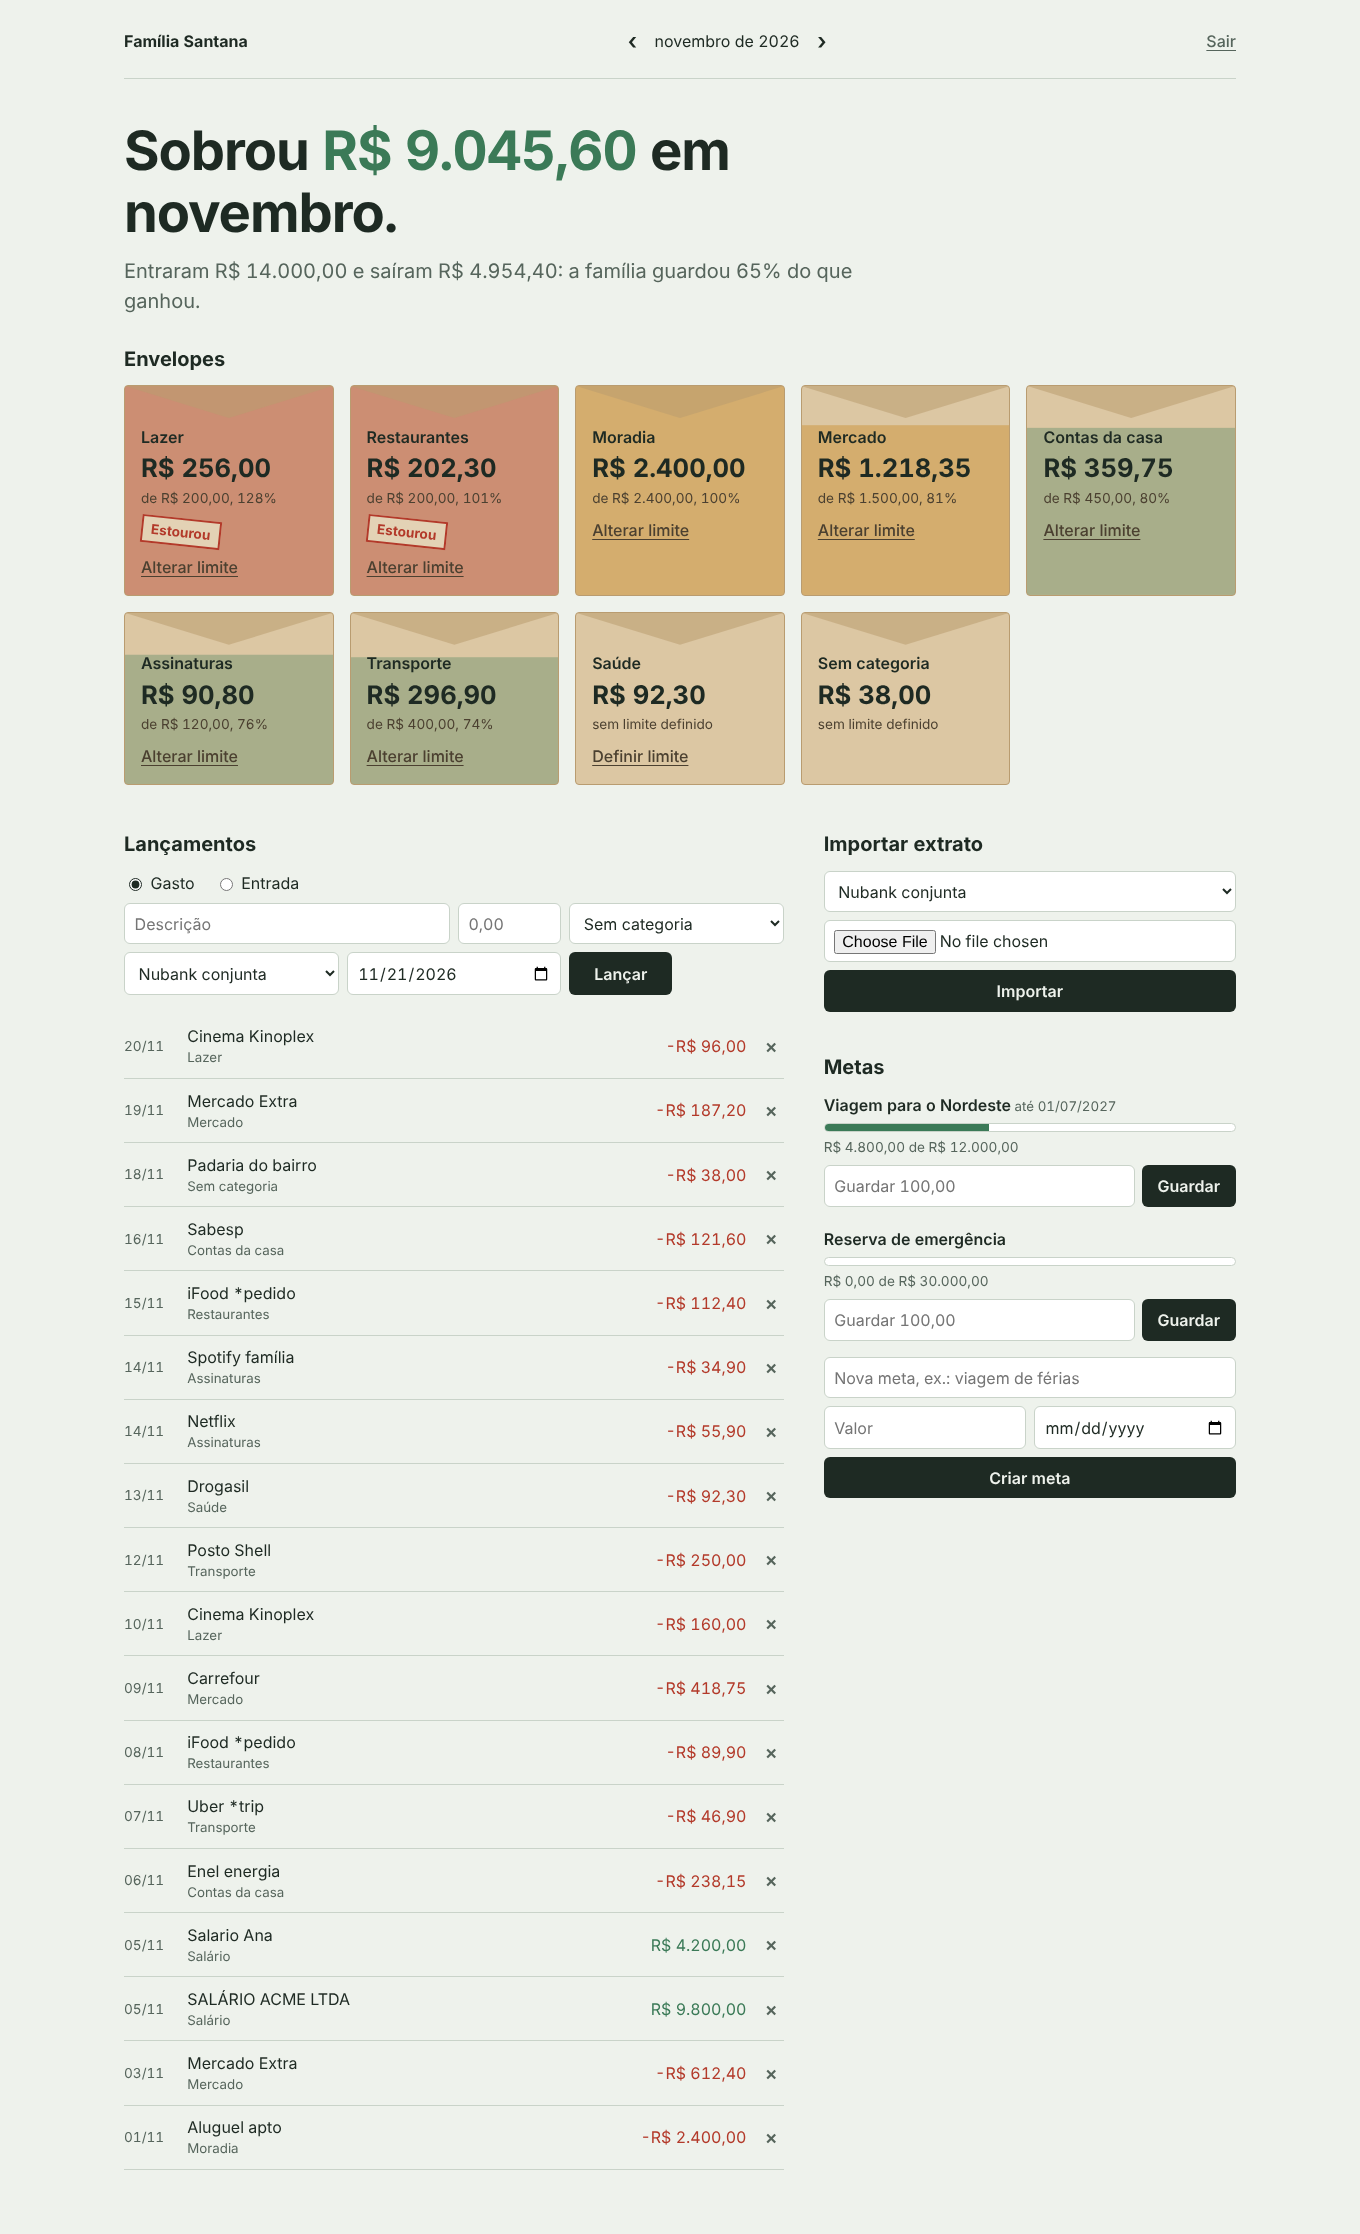 Família Santana
‹ novembro de 2026 ›
Sair
Sobrou R$ 9.045,60 em
novembro.
Entraram R$ 14.000,00 e saíram R$ 4.954,40: a família guardou 65% do que
ganhou.
Envelopes
Lazer
R$ 256,00
de R$ 200,00, 128%
Estourou
Alterar limite
Restaurantes
R$ 202,30
de R$ 200,00, 101%
Estourou
Alterar limite
Moradia
R$ 2.400,00
de R$ 2.400,00, 100%
Alterar limite
Mercado
R$ 1.218,35
de R$ 1.500,00, 81%
Alterar limite
Contas da casa
R$ 359,75
de R$ 450,00, 80%
Alterar limite
Assinaturas
R$ 90,80
de R$ 120,00, 76%
Alterar limite
Transporte
R$ 296,90
de R$ 400,00, 74%
Alterar limite
Saúde
R$ 92,30
sem limite definido
Definir limite
Sem categoria
R$ 38,00
sem limite definido
Lançamentos
Gasto Entrada
Descrição 0,00 Sem categoria
Nubank conjunta 11/21/2026 Lançar
20/11 Cinema Kinoplex -R$ 96,00 ×
Lazer
19/11 Mercado Extra -R$ 187,20 ×
Mercado
18/11 Padaria do bairro -R$ 38,00 ×
Sem categoria
16/11 Sabesp -R$ 121,60 ×
Contas da casa
15/11 iFood *pedido -R$ 112,40 ×
Restaurantes
14/11 Spotify família -R$ 34,90 ×
Assinaturas
14/11 Netflix -R$ 55,90 ×
Assinaturas
13/11 Drogasil -R$ 92,30 ×
Saúde
12/11 Posto Shell -R$ 250,00 ×
Transporte
10/11 Cinema Kinoplex -R$ 160,00 ×
Lazer
09/11 Carrefour -R$ 418,75 ×
Mercado
08/11 iFood *pedido -R$ 89,90 ×
Restaurantes
07/11 Uber *trip -R$ 46,90 ×
Transporte
06/11 Enel energia -R$ 238,15 ×
Contas da casa
05/11 Salario Ana R$ 4.200,00 ×
Salário
05/11 SALÁRIO ACME LTDA R$ 9.800,00 ×
Salário
03/11 Mercado Extra -R$ 612,40 ×
Mercado
01/11 Aluguel apto -R$ 2.400,00 ×
Moradia
Importar extrato
Nubank conjunta
Choose File No file chosen
Importar
Metas
Viagem para o Nordeste até 01/07/2027
R$ 4.800,00 de R$ 12.000,00
Guardar 100,00 Guardar
Reserva de emergência
R$ 0,00 de R$ 30.000,00
Guardar 100,00 Guardar
Nova meta, ex.: viagem de férias
Valor mm/dd/yyyy
Criar meta